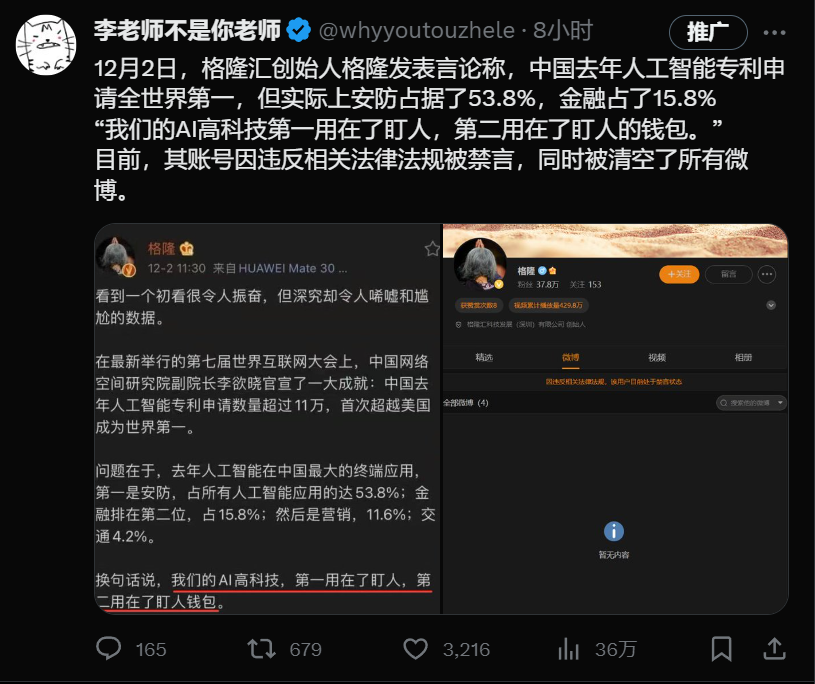 李老师不是你老师 @whyyoutouzhele · 8小时
推广
12月2日，格隆汇创始人格隆发表言论称，中国去年人工智能专利申
请全世界第一，但实际上安防占据了53.8%，金融占了15.8%
“我们的AI高科技第一用在了盯人，第二用在了盯人的钱包。”
目前，其账号因违反相关法律法规被禁言，同时被清空了所有微
博。
格隆
12-2 11:30 来自HUAWEI Mate 30 ...
看到一个初看很令人振奋，但深究却令人唏嘘和尴
尬的数据。
在最新举行的第七届世界互联网大会上，中国网络
空间研究院副院长李欲晓官宣了一大成就：中国去
年人工智能专利申请数量超过11万，首次超越美国
成为世界第一。
问题在于，去年人工智能在中国最大的终端应用，
第一是安防，占所有人工智能应用的达53.8%；金
融排在第二位，占15.8%；然后是营销，11.6%；交
通4.2%。
换句话说，我们的AI高科技，第一用在了盯人，第
二用在了盯人钱包。
格隆
粉丝 37.8万 关注 153
+关注
留言
获赞赏次数8
视频累计播放量429.8万
格隆汇科技发展（深圳）有限公司 创始人
精选
微博
视频
相册
因违反相关法律法规，该用户目前处于禁言状态
全部微博（4）
搜索他的微博
暂无内容
165
679
3,216
36万